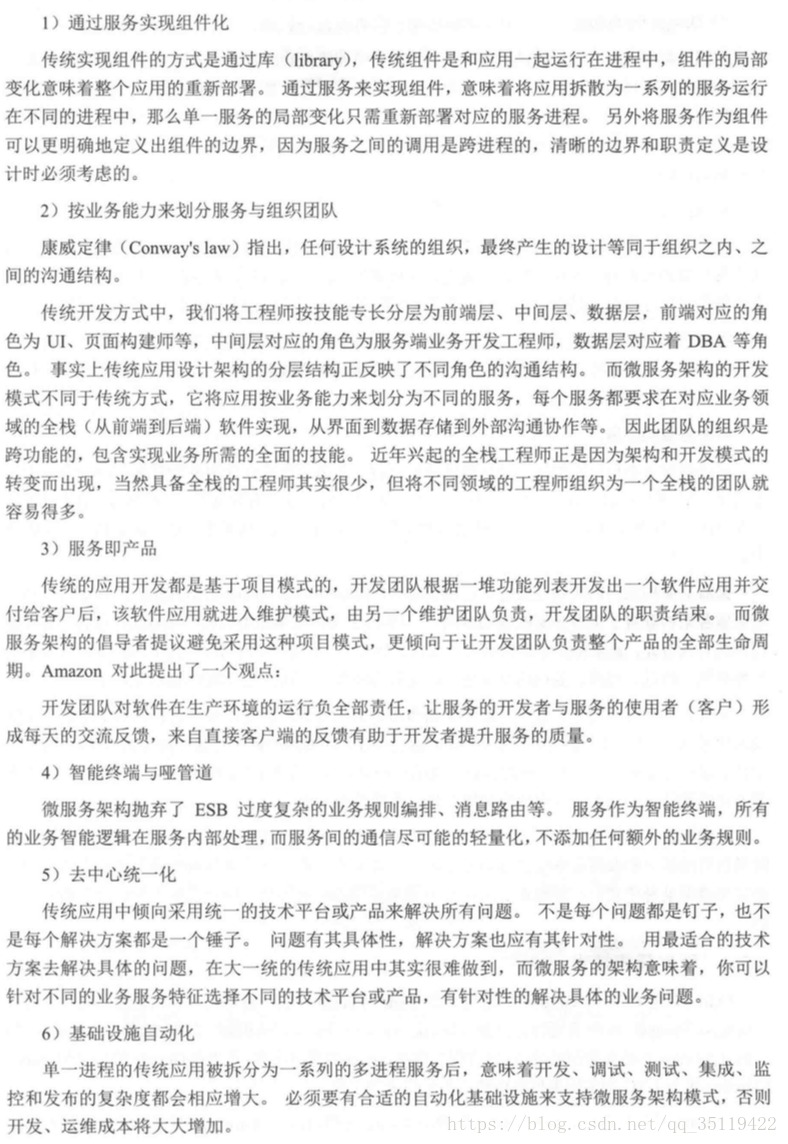 1）通过服务实现组件化
传统实现组件的方式是通过库（library），传统组件是和应用一起运行在进程中，组件的局部
变化意味着整个应用的重新部署。 通过服务来实现组件，意味着将应用拆散为一系列的服务运行
在不同的进程中，那么单一服务的局部变化只需重新部署对应的服务进程。 另外将服务作为组件
可以更明确地定义出组件的边界，因为服务之间的调用是跨进程的，清晰的边界和职责定义是设
计时必须考虑的。
2）按业务能力来划分服务与组织团队
康威定律（Conway's law）指出，任何设计系统的组织，最终产生的设计等同于组织之内、之
间的沟通结构。
传统开发方式中，我们将工程师按技能专长分层为前端层、中间层、数据层，前端对应的角
色为 UI、页面构建师等，中间层对应的角色为服务端业务开发工程师，数据层对应着 DBA 等角
色。 事实上传统应用设计架构的分层结构正反映了不同角色的沟通结构。 而微服务架构的开发
模式不同于传统方式，它将应用按业务能力来划分为不同的服务，每个服务都要求在对应业务领
域的全栈（从前端到后端）软件实现，从界面到数据存储到外部沟通协作等。 因此团队的组织是
跨功能的，包含实现业务所需的全面的技能。 近年兴起的全栈工程师正是因为架构和开发模式的
转变而出现，当然具备全栈的工程师其实很少，但将不同领域的工程师组织为一个全栈的团队就
容易得多。
3）服务即产品
传统的应用开发都是基于项目模式的，开发团队根据一堆功能列表开发出一个软件应用并交
付给客户后，该软件应用就进入维护模式，由另一个维护团队负责，开发团队的职责结束。 而微
服务架构的倡导者提议避免采用这种项目模式，更倾向于让开发团队负责整个产品的全部生命周
期。Amazon 对此提出了一个观点：
开发团队对软件在生产环境的运行负全部责任，让服务的开发者与服务的使用者（客户）形
成每天的交流反馈，来自直接客户端的反馈有助于开发者提升服务的质量。
4）智能终端与哑管道
微服务架构抛弃了 ESB 过度复杂的业务规则编排、消息路由等。 服务作为智能终端，所有
的业务智能逻辑在服务内部处理，而服务间的通信尽可能的轻量化，不添加任何额外的业务规则。
5）去中心统一化
传统应用中倾向采用统一的技术平台或产品来解决所有问题。 不是每个问题都是钉子，也不
是每个解决方案都是一个锤子。 问题有其具体性，解决方案也应有其针对性。 用最适合的技术
方案去解决具体的问题，在大一统的传统应用中其实很难做到，而微服务的架构意味着，你可以
针对不同的业务服务特征选择不同的技术平台或产品，有针对性的解决具体的业务问题。
6）基础设施自动化
单一进程的传统应用被拆分为一系列的多进程服务后，意味着开发、调试、测试、集成、监
控和发布的复杂度都会相应增大。 必须要有合适的自动化基础设施来支持微服务架构模式，否则
开发、运维成本将大大增加。
https://blog.csdn.net/qq_35119422